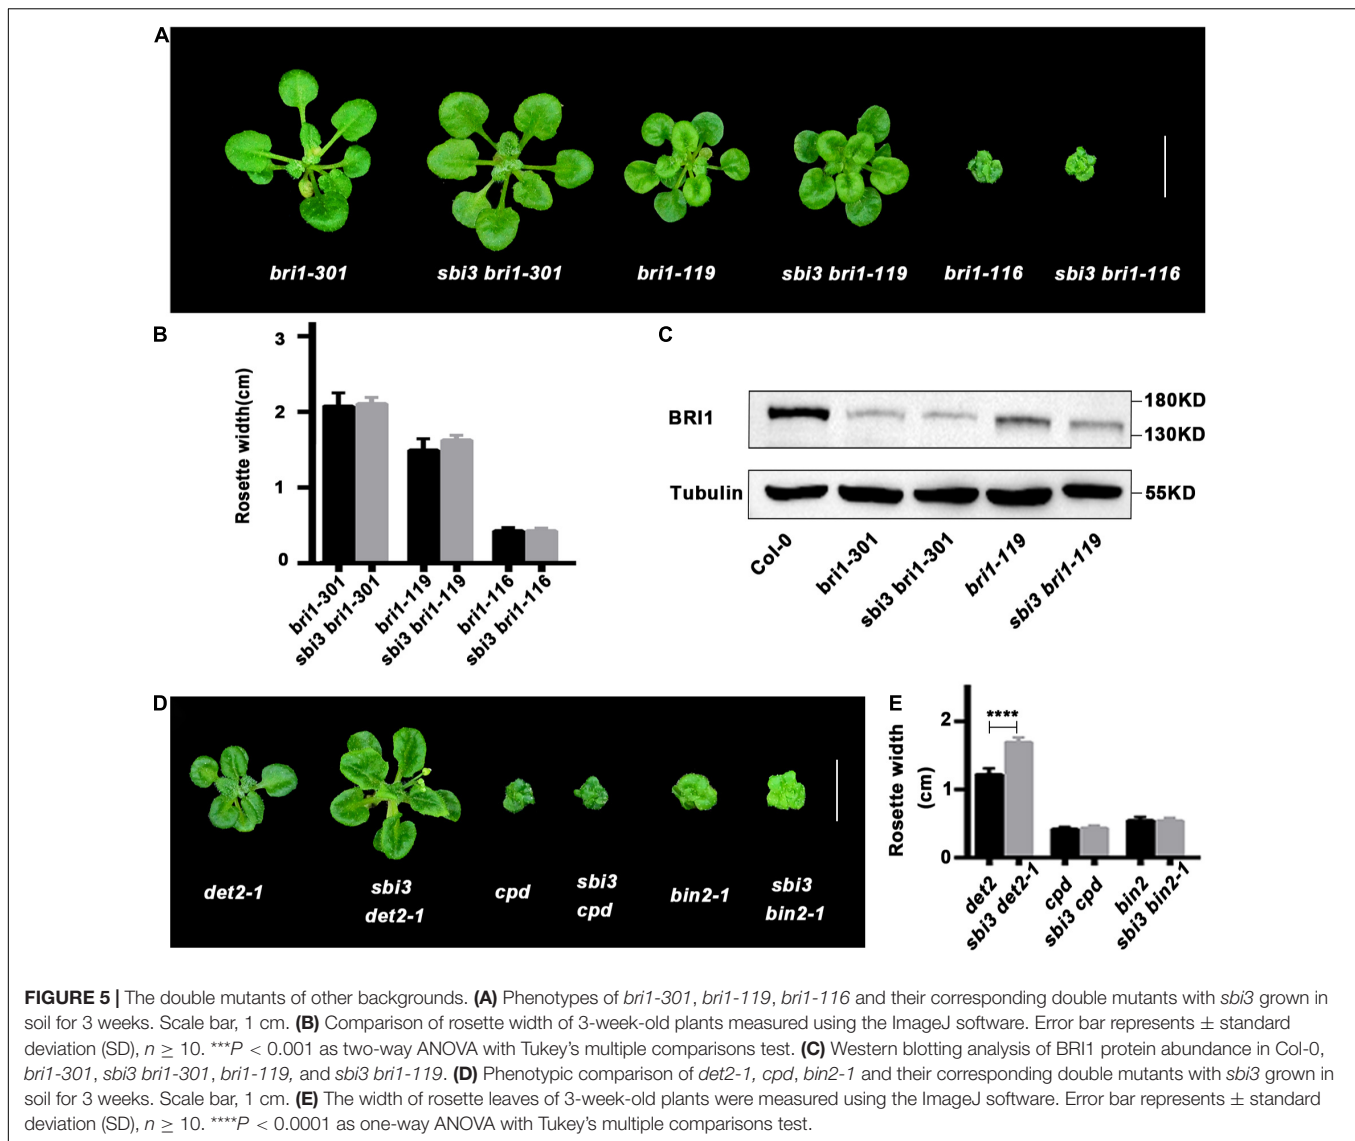 A
bri1-301
sbi3 bri1-301
bri1-119
sbi3 bri1-119
bri1-116
sbi3 bri1-116
B
Rosette width(cm)
3
2
1
0
bri1-301
sbi3 bri1-301
bri1-119
sbi3 bri1-119
bri1-116
sbi3 bri1-116
C
BRI1
180KD
130KD
Tubulin
55KD
Col-0
bri1-301
sbi3 bri1-301
bri1-119
sbi3 bri1-119
D
det2-1
sbi3
det2-1
cpd
sbi3
cpd
bin2-1
sbi3
bin2-1
E
Rosette width
(cm)
2
1
0
****
det2
sbi3 det2-1
cpd
sbi3 cpd
bin2
sbi3 bin2-1
FIGURE 5 | The double mutants of other backgrounds. (A) Phenotypes of bri1-301, bri1-119, bri1-116 and their corresponding double mutants with sbi3 grown in
soil for 3 weeks. Scale bar, 1 cm. (B) Comparison of rosette width of 3-week-old plants measured using the ImageJ software. Error bar represents ± standard
deviation (SD), n ≥ 10. ***P < 0.001 as two-way ANOVA with Tukey's multiple comparisons test. (C) Western blotting analysis of BRI1 protein abundance in Col-0,
bri1-301, sbi3 bri1-301, bri1-119, and sbi3 bri1-119. (D) Phenotypic comparison of det2-1, cpd, bin2-1 and their corresponding double mutants with sbi3 grown in
soil for 3 weeks. Scale bar, 1 cm. (E) The width of rosette leaves of 3-week-old plants were measured using the ImageJ software. Error bar represents ± standard
deviation (SD), n ≥ 10. ****P < 0.0001 as one-way ANOVA with Tukey's multiple comparisons test.